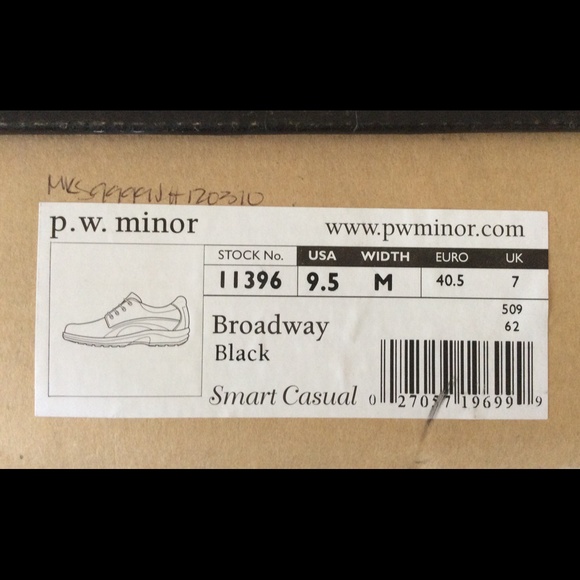 p.w. minor
www.pwminor.com
STOCK No. USA WIDTH EURO UK
11396 9.5 M 40.5 7
509
62
Broadway
Black
Smart Casual
0 27057 19699 9